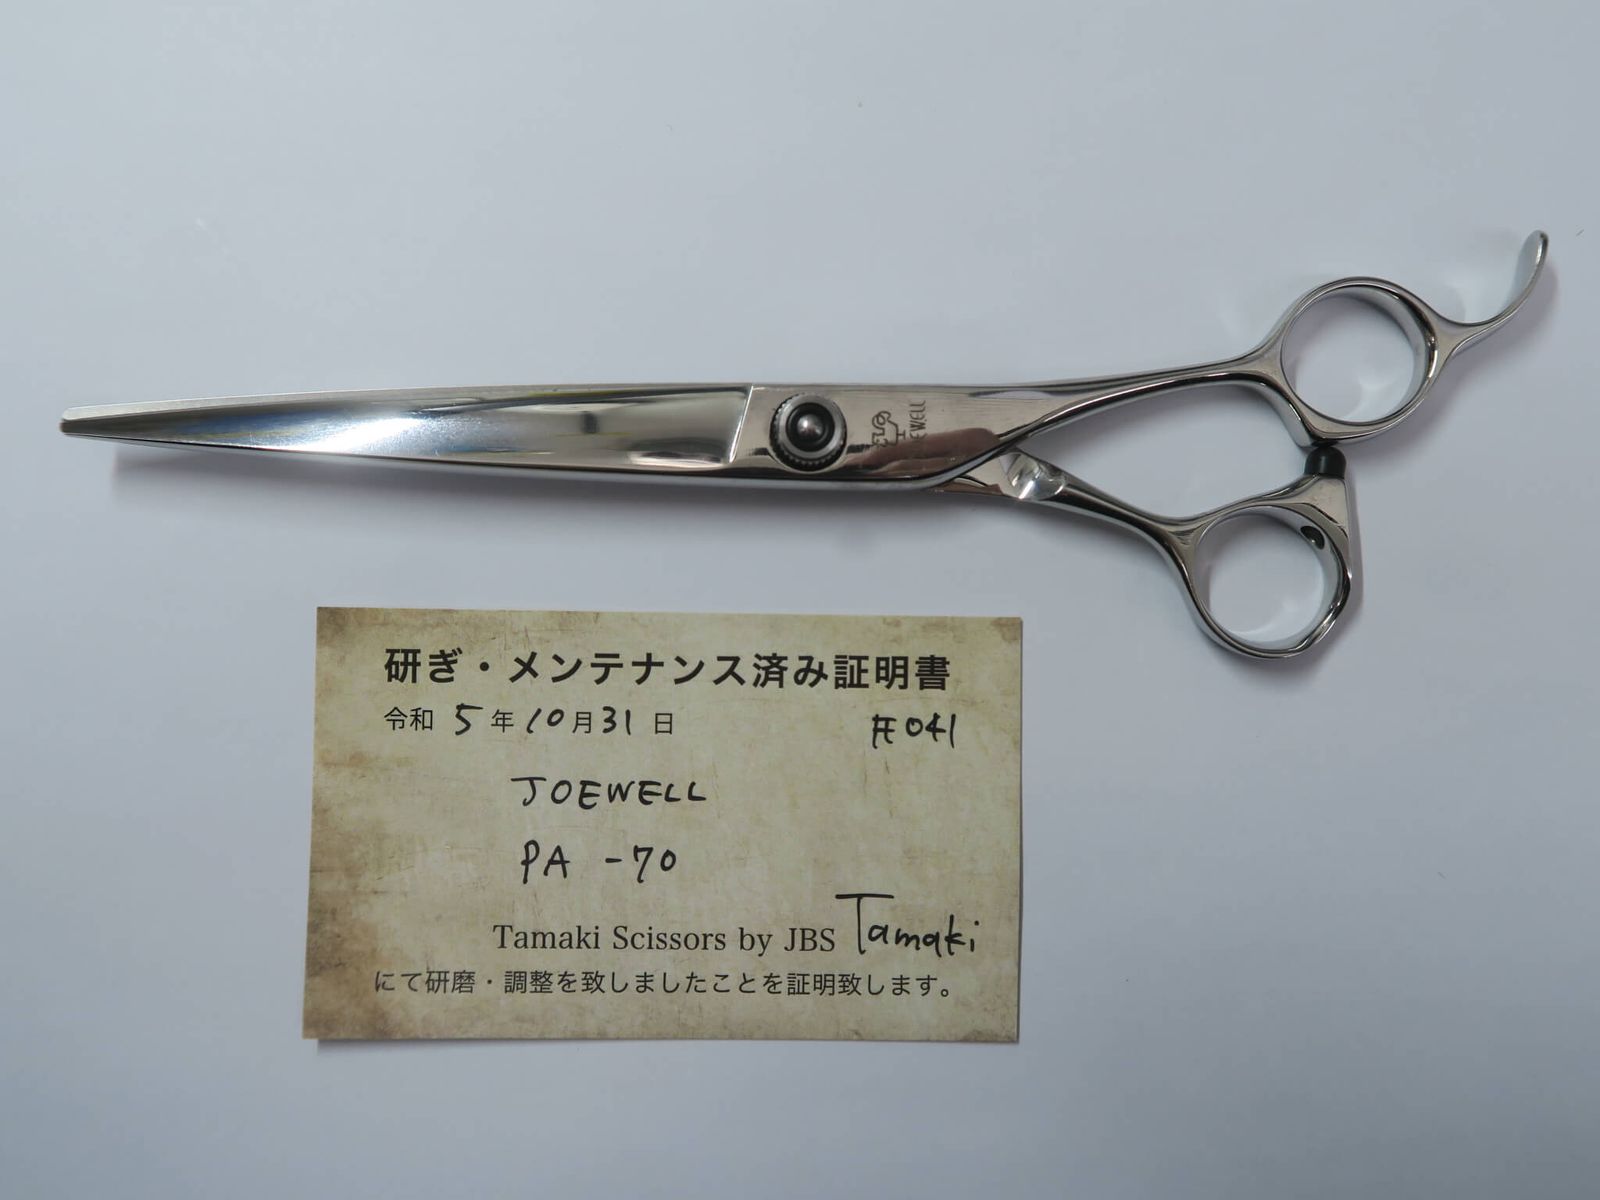 JOEWELL
研ぎ・メンテナンス済み証明書
令和 5 年 10 月 31 日
#041
JOEWELL
PA -70
Tamaki Scissors by JBS Tamaki
にて研磨・調整を致しましたことを証明致します。